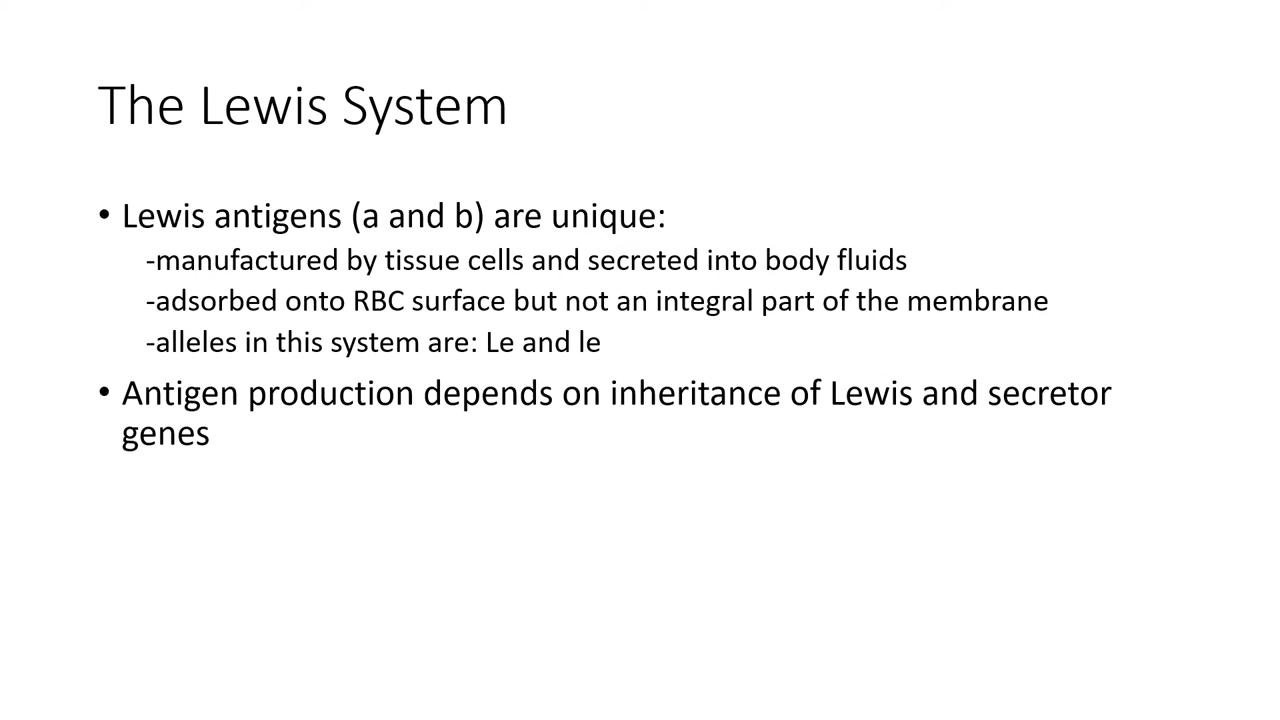 The Lewis System
• Lewis antigens (a and b) are unique:
-manufactured by tissue cells and secreted into body fluids
-adsorbed onto RBC surface but not an integral part of the membrane
-alleles in this system are: Le and le
• Antigen production depends on inheritance of Lewis and secretor
genes